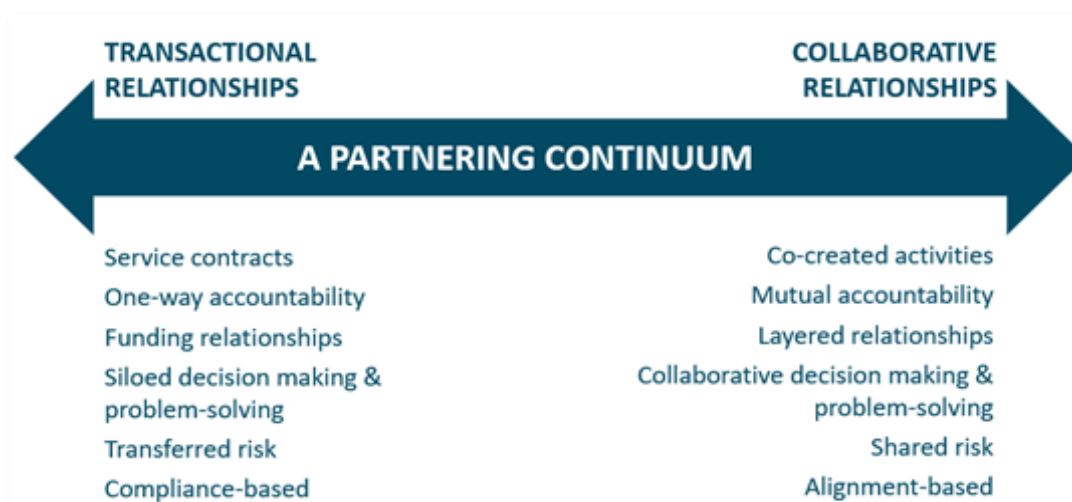 TRANSACTIONAL
RELATIONSHIPS
COLLABORATIVE
RELATIONSHIPS
A PARTNERING CONTINUUM
Service contracts
One-way accountability
Funding relationships
Siloed decision making &
problem-solving
Transferred risk
Compliance-based
Co-created activities
Mutual accountability
Layered relationships
Collaborative decision making &
problem-solving
Shared risk
Alignment-based